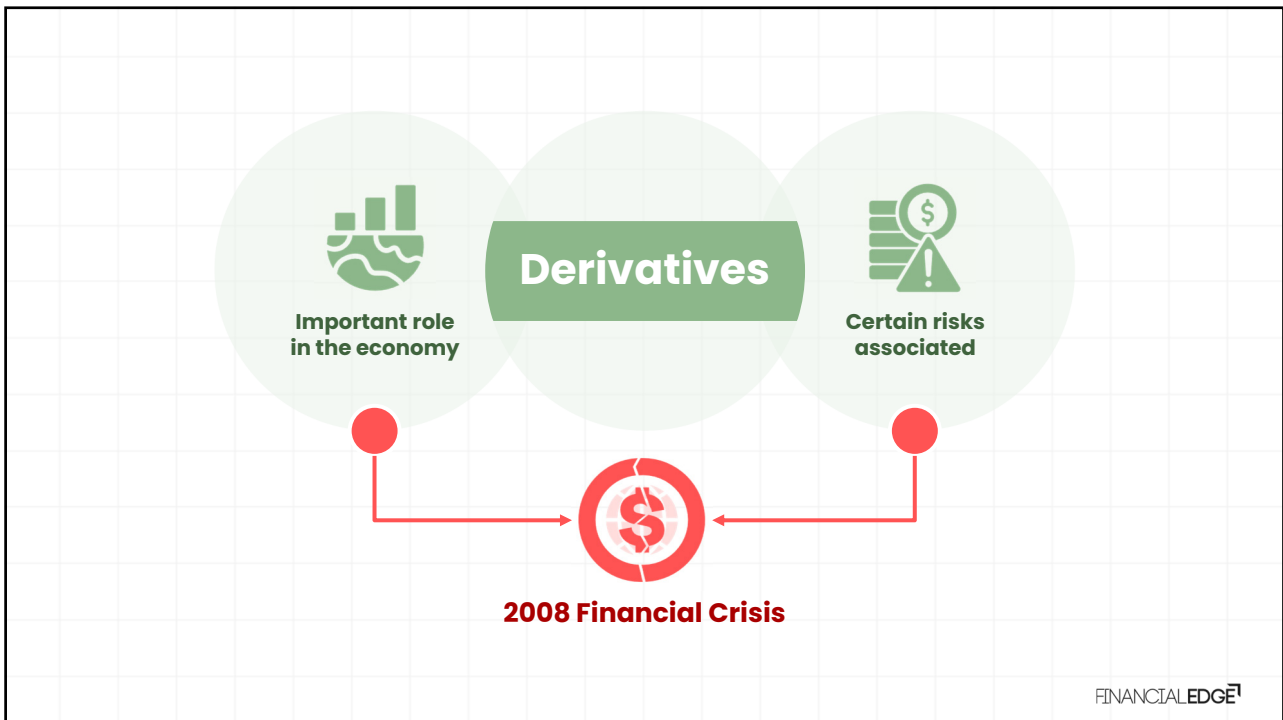 Derivatives
Important role
in the economy
Certain risks
associated
$
$
2008 Financial Crisis
FINANCIALEDGE